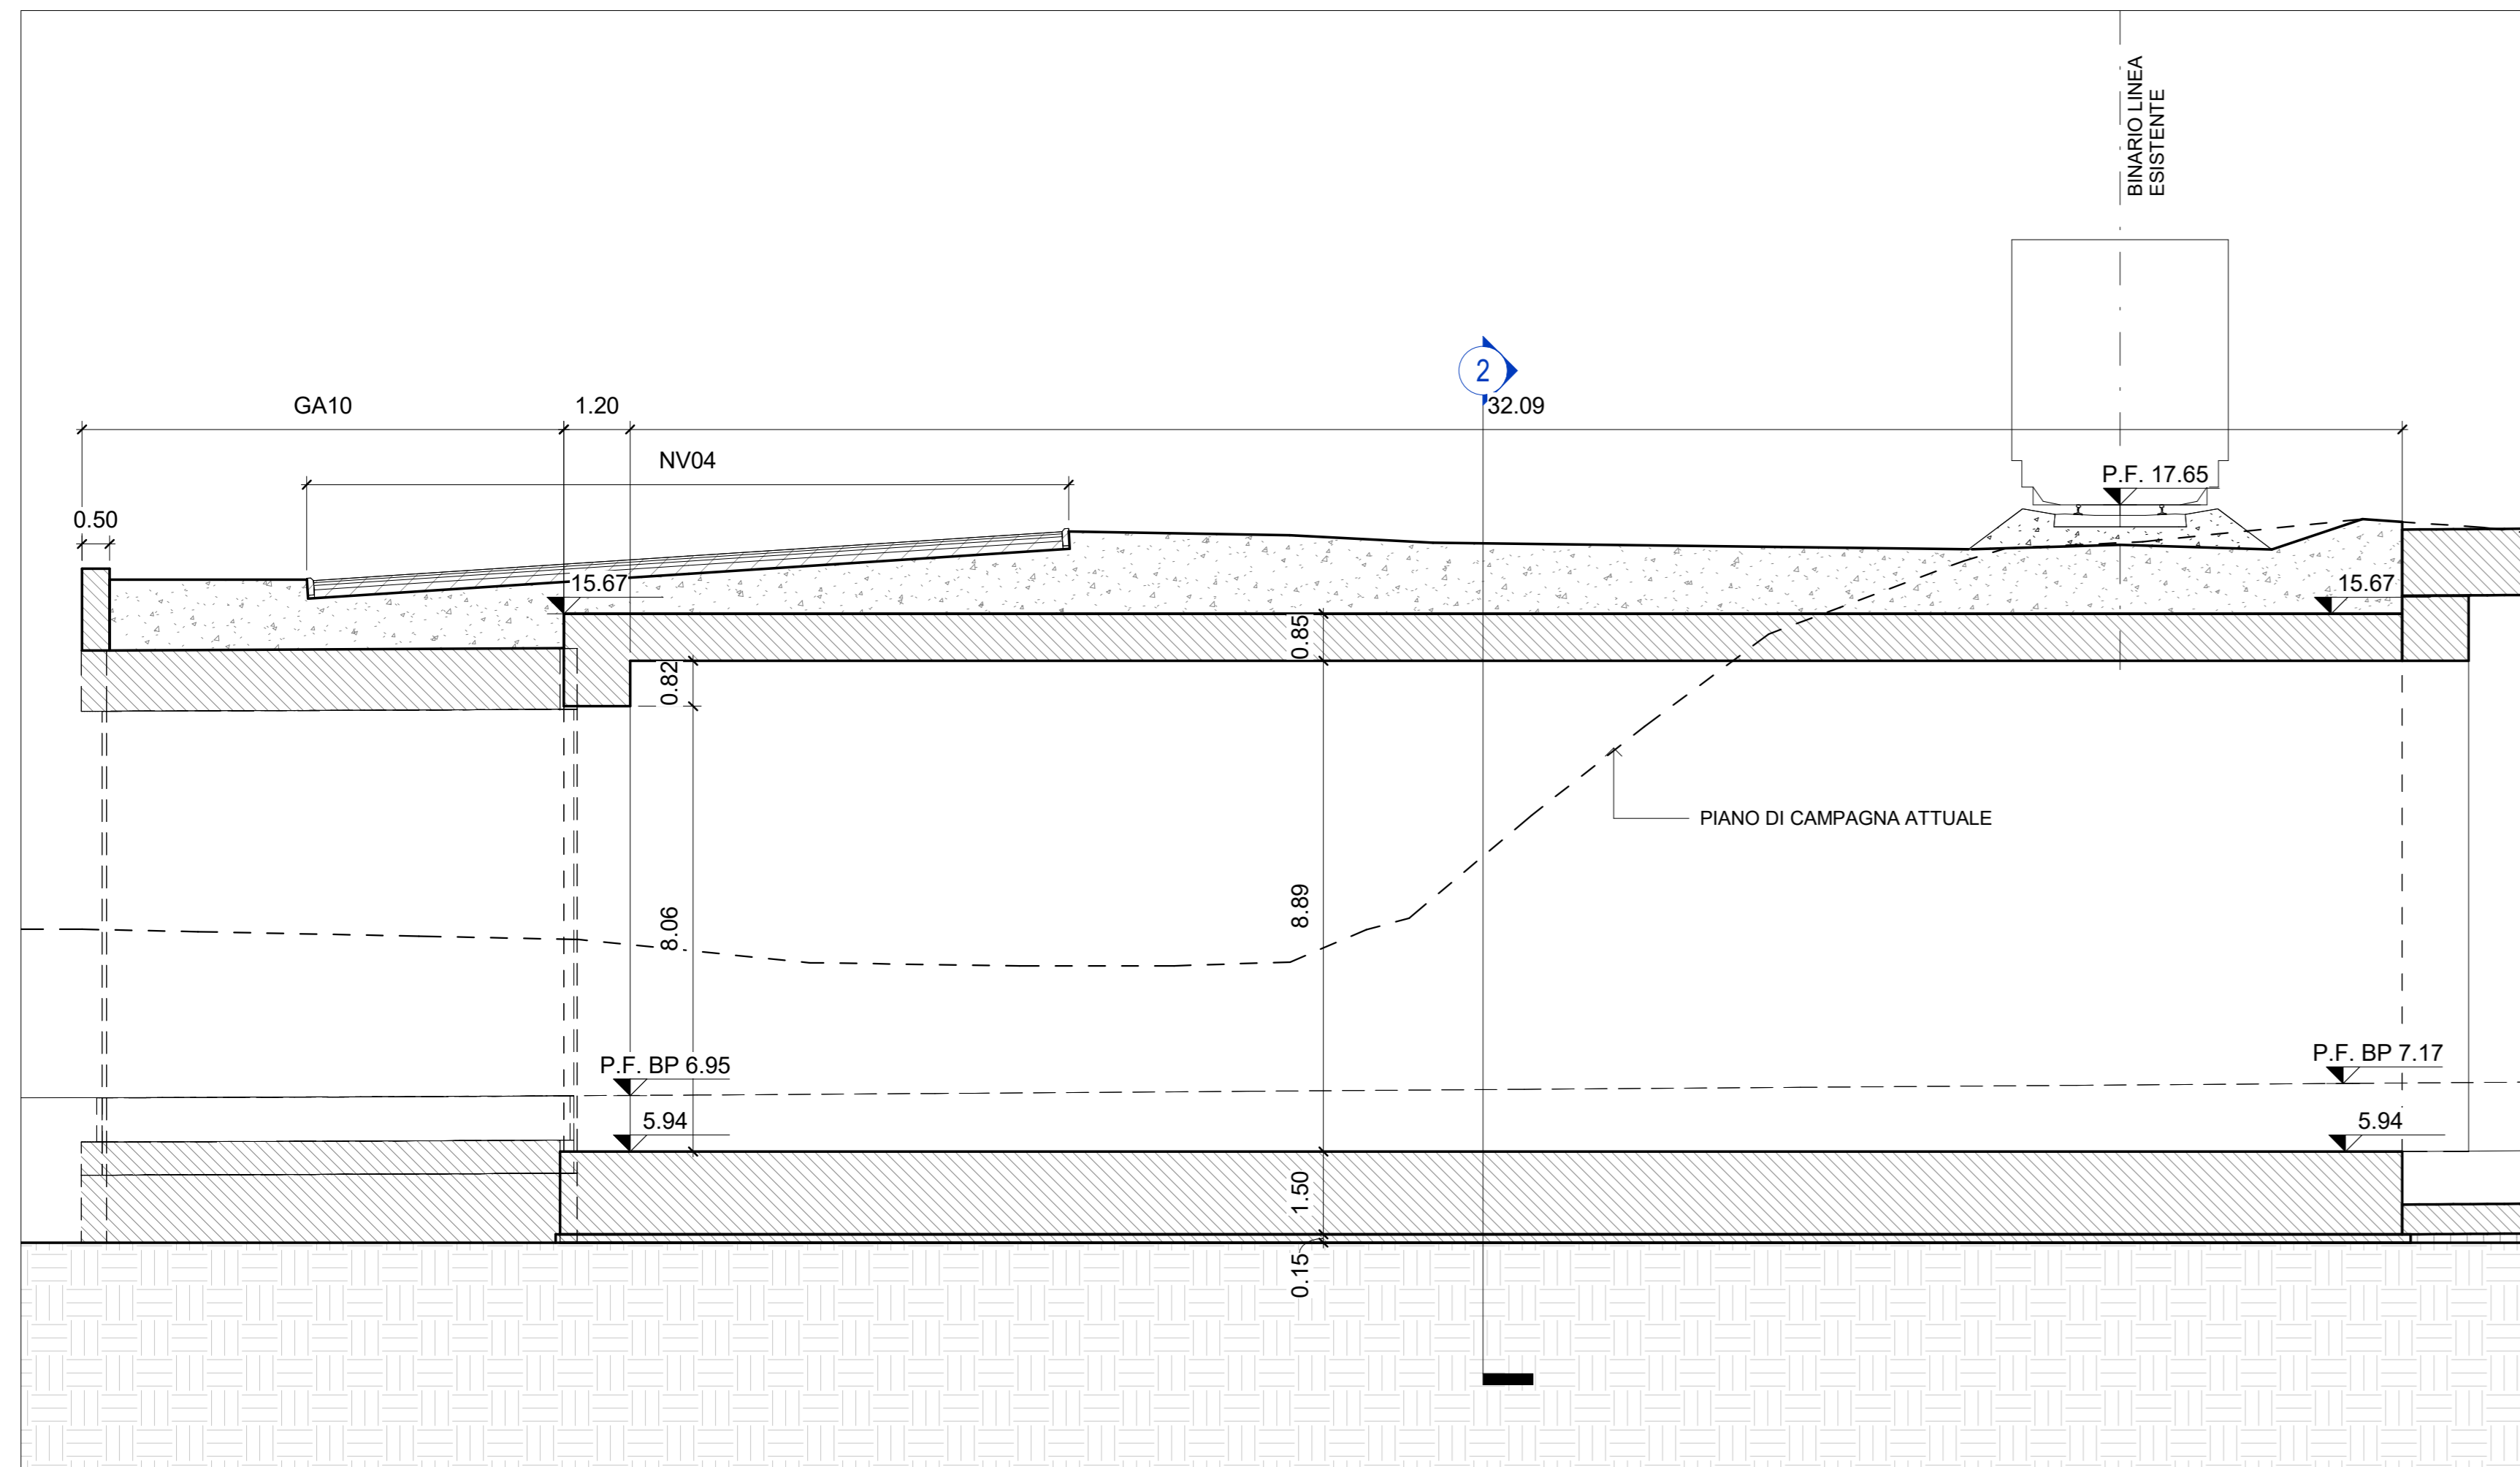 BINARIO LINEA
ESISTENTE
2
GA10
1.20
32.09
NV04
P.F. 17.65
0.50
15.67
15.67
0.85
0.82
PIANO DI CAMPAGNA ATTUALE
8.89
8.06
P.F. BP 6.95
P.F. BP 7.17
5.94
5.94
1.50
0.15